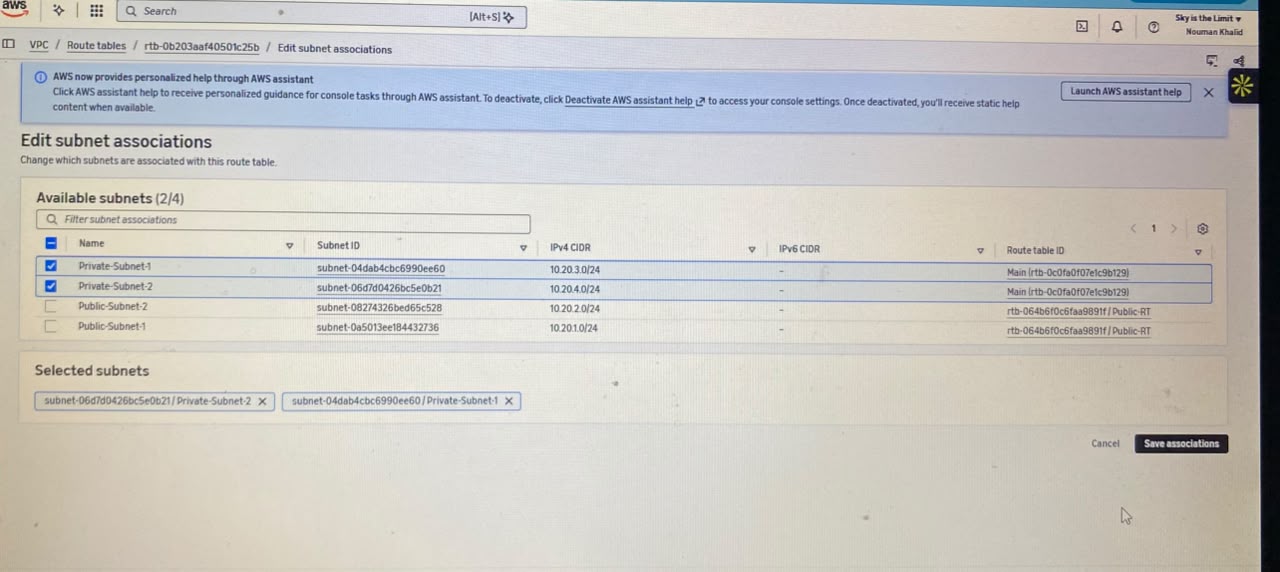 aws
Search [Alt+S]
Sky is the Limit ▾
Nouman Khalid
VPC / Route tables / rtb-0b203aaf40501c25b / Edit subnet associations
AWS now provides personalized help through AWS assistant
Click AWS assistant help to receive personalized guidance for console tasks through AWS assistant. To deactivate, click Deactivate AWS assistant help to access your console settings. Once deactivated, you'll receive static help
content when available.
Launch AWS assistant help
Edit subnet associations
Change which subnets are associated with this route table.
Available subnets (2/4)
Filter subnet associations
1
Name Subnet ID IPv4 CIDR IPv6 CIDR Route table ID
Private-Subnet-1 subnet-04dab4cbc6990ee60 10.20.3.0/24 – Main (rtb-0c0fa0f07e1c9b129)
Private-Subnet-2 subnet-06d7d0426bc5e0b21 10.20.4.0/24 – Main (rtb-0c0fa0f07e1c9b129)
Public-Subnet-2 subnet-08274326bed65c528 10.20.2.0/24 – rtb-064b6f0c6faa9891f / Public-RT
Public-Subnet-1 subnet-0a5013ee184432736 10.20.1.0/24 – rtb-064b6f0c6faa9891f / Public-RT
Selected subnets
subnet-06d7d0426bc5e0b21 / Private-Subnet-2 subnet-04dab4cbc6990ee60 / Private-Subnet-1
Cancel Save associations